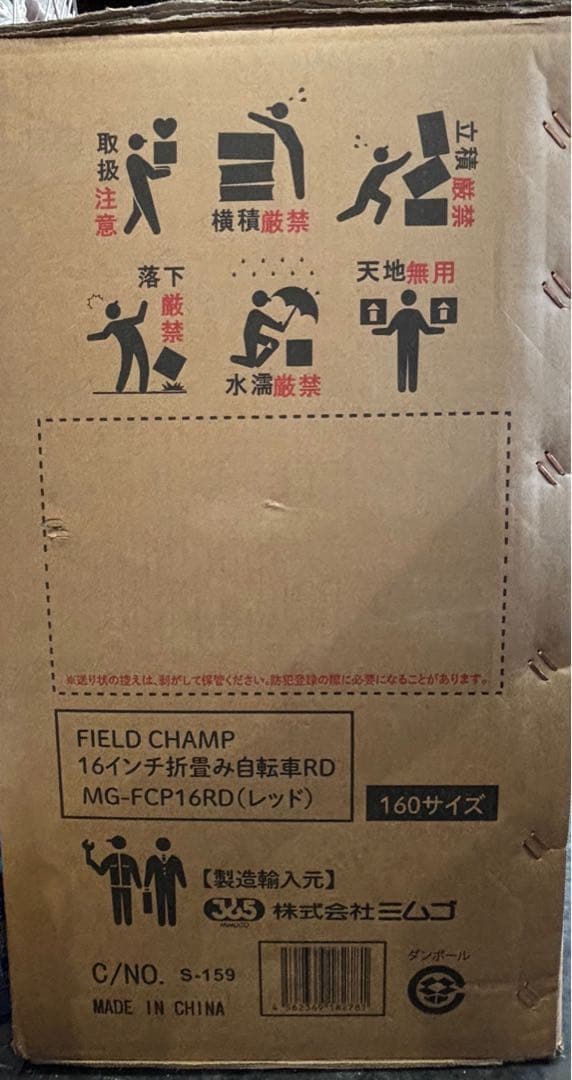 取扱注意
横積厳禁
立積厳禁
落下厳禁
水濡厳禁
天地無用
※送り状の控えは、剥がして保管ください。防犯登録の際に必要になることがあります。
FIELD CHAMP
16インチ折畳み自転車RD
MG-FCP16RD(レッド)
160サイズ
【製造輸入元】
365 株式会社ミムゴ
MIMUGO
C/NO. S-159
MADE IN CHINA
ダンボール